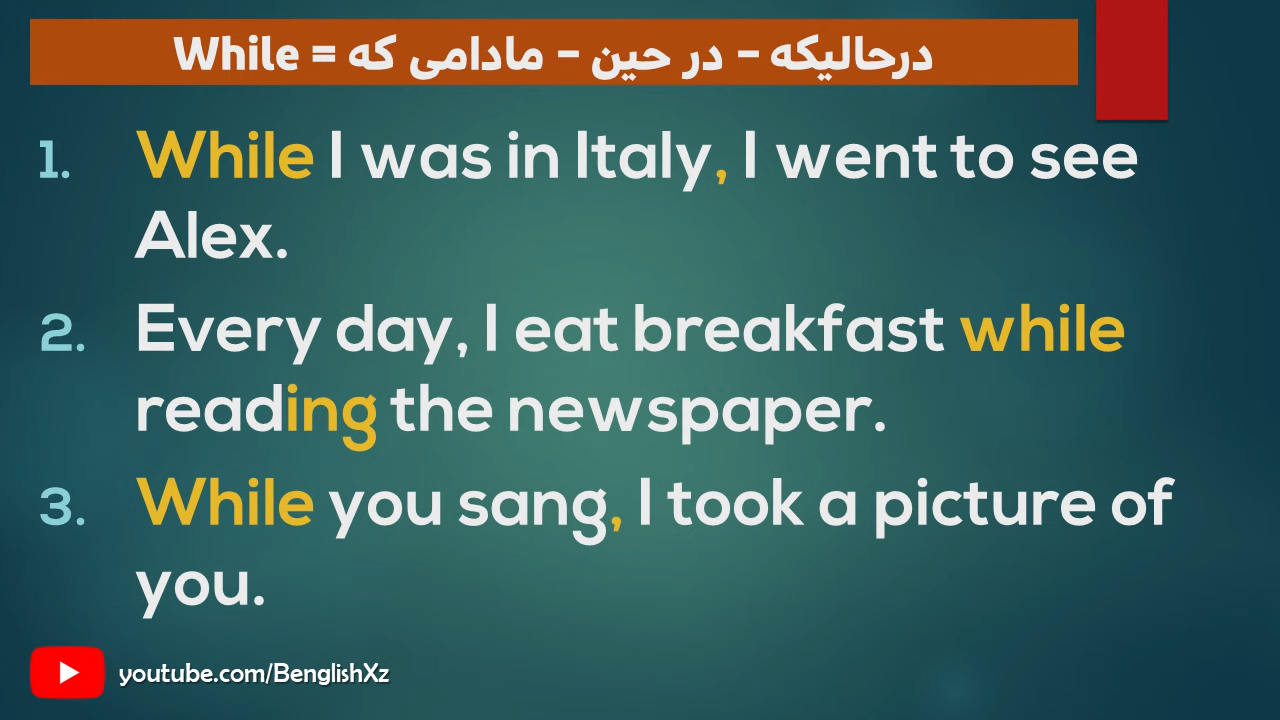 While = درحالیکه – در حین – مادامی که
1. While I was in Italy, I went to see
Alex.
2. Every day, I eat breakfast while
reading the newspaper.
3. While you sang, I took a picture of
you.
youtube.com/BenglishXz